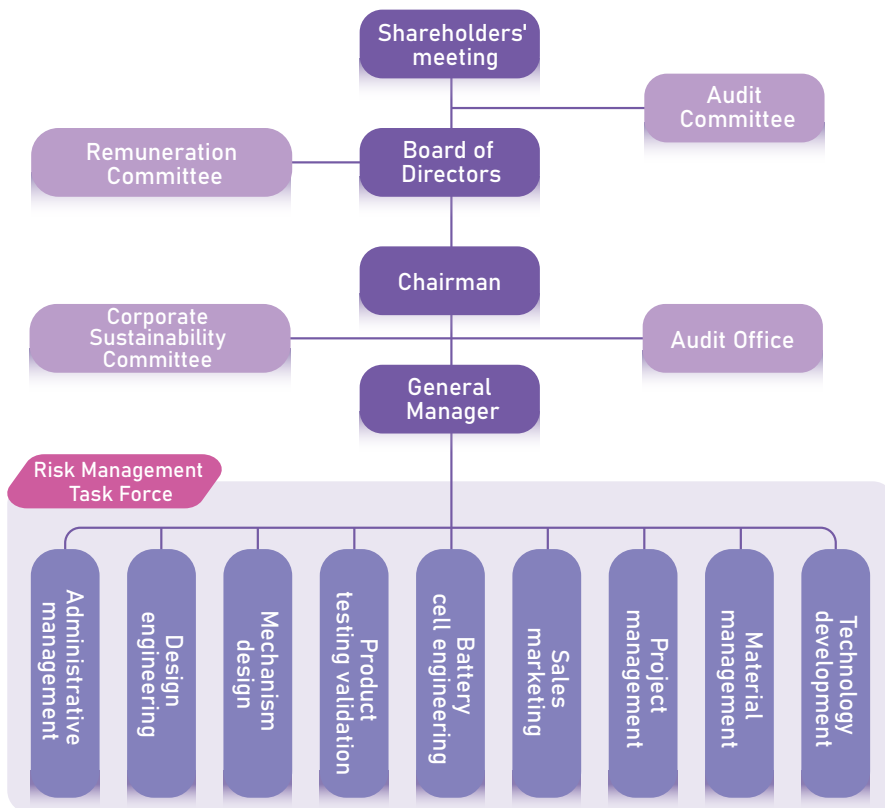 Shareholders'
meeting
Audit
Committee
Remuneration
Committee
Board of
Directors
Chairman
Corporate
Sustainability
Committee
Audit Office
General
Manager
Risk Management
Task Force
Administrative
management
Design
engineering
Mechanism
design
Product
testing validation
Battery
cell engineering
Sales
marketing
Project
management
Material
management
Technology
development